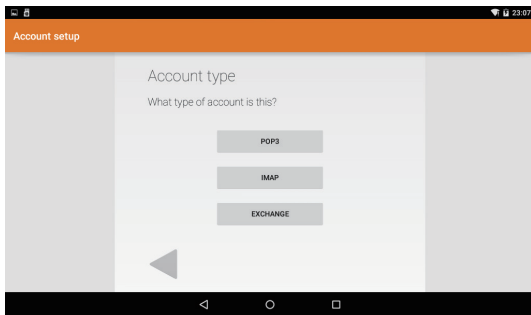 23:07
Account setup
Account type
What type of account is this?
POP3
IMAP
EXCHANGE